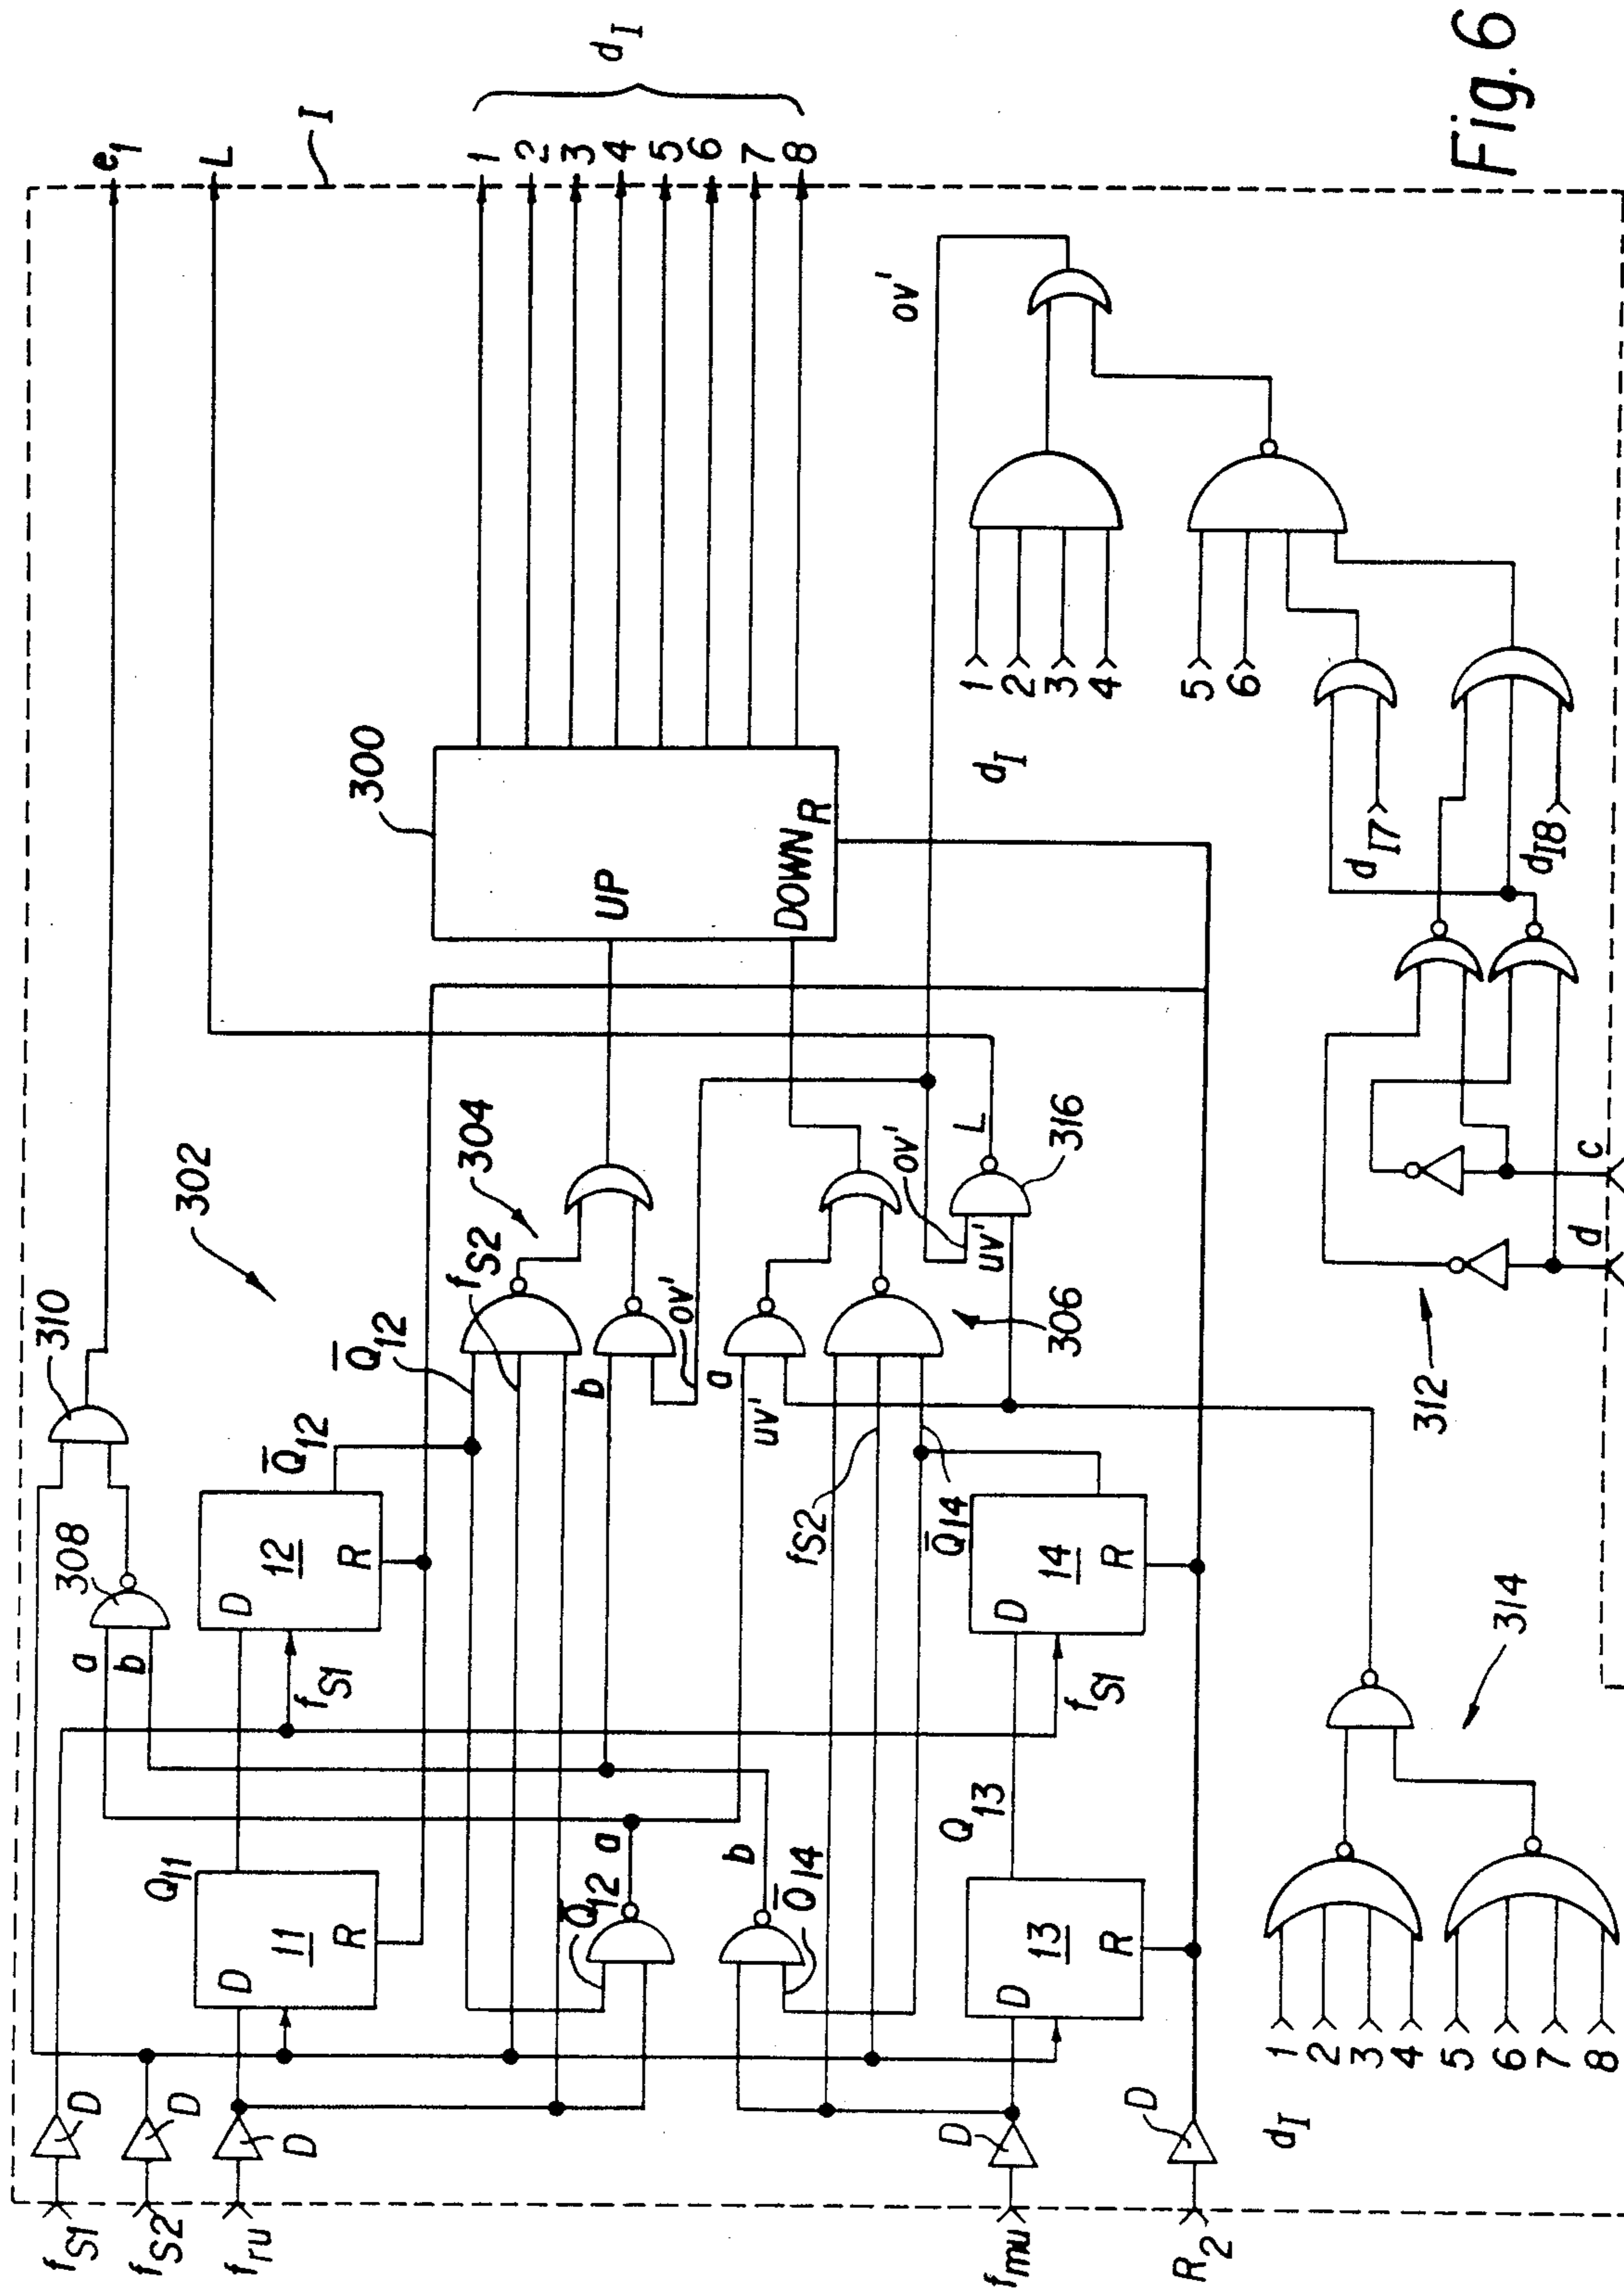 e1
L
I
1
2
3
4
5
6
7
8
dI
Fig. 6
310
302
300
308
a
b
Q̄12
Q̄12
fS2
304
UP
DOWN
R
Q11
D
11
R
D
12
R
fS1
b
ov'
a
uv'
306
ov'
uv'
L
316
ov'
a
Q̄12
b
Q̄14
fS2
Q̄14
Q13
D
13
R
D
14
R
fS1
D
D
D
D
D
fS1
fS2
fru
fmu
R2
dI
1
2
3
4
5
6
7
8
314
312
d
c
dI
1
2
3
4
5
6
dI7
dI8